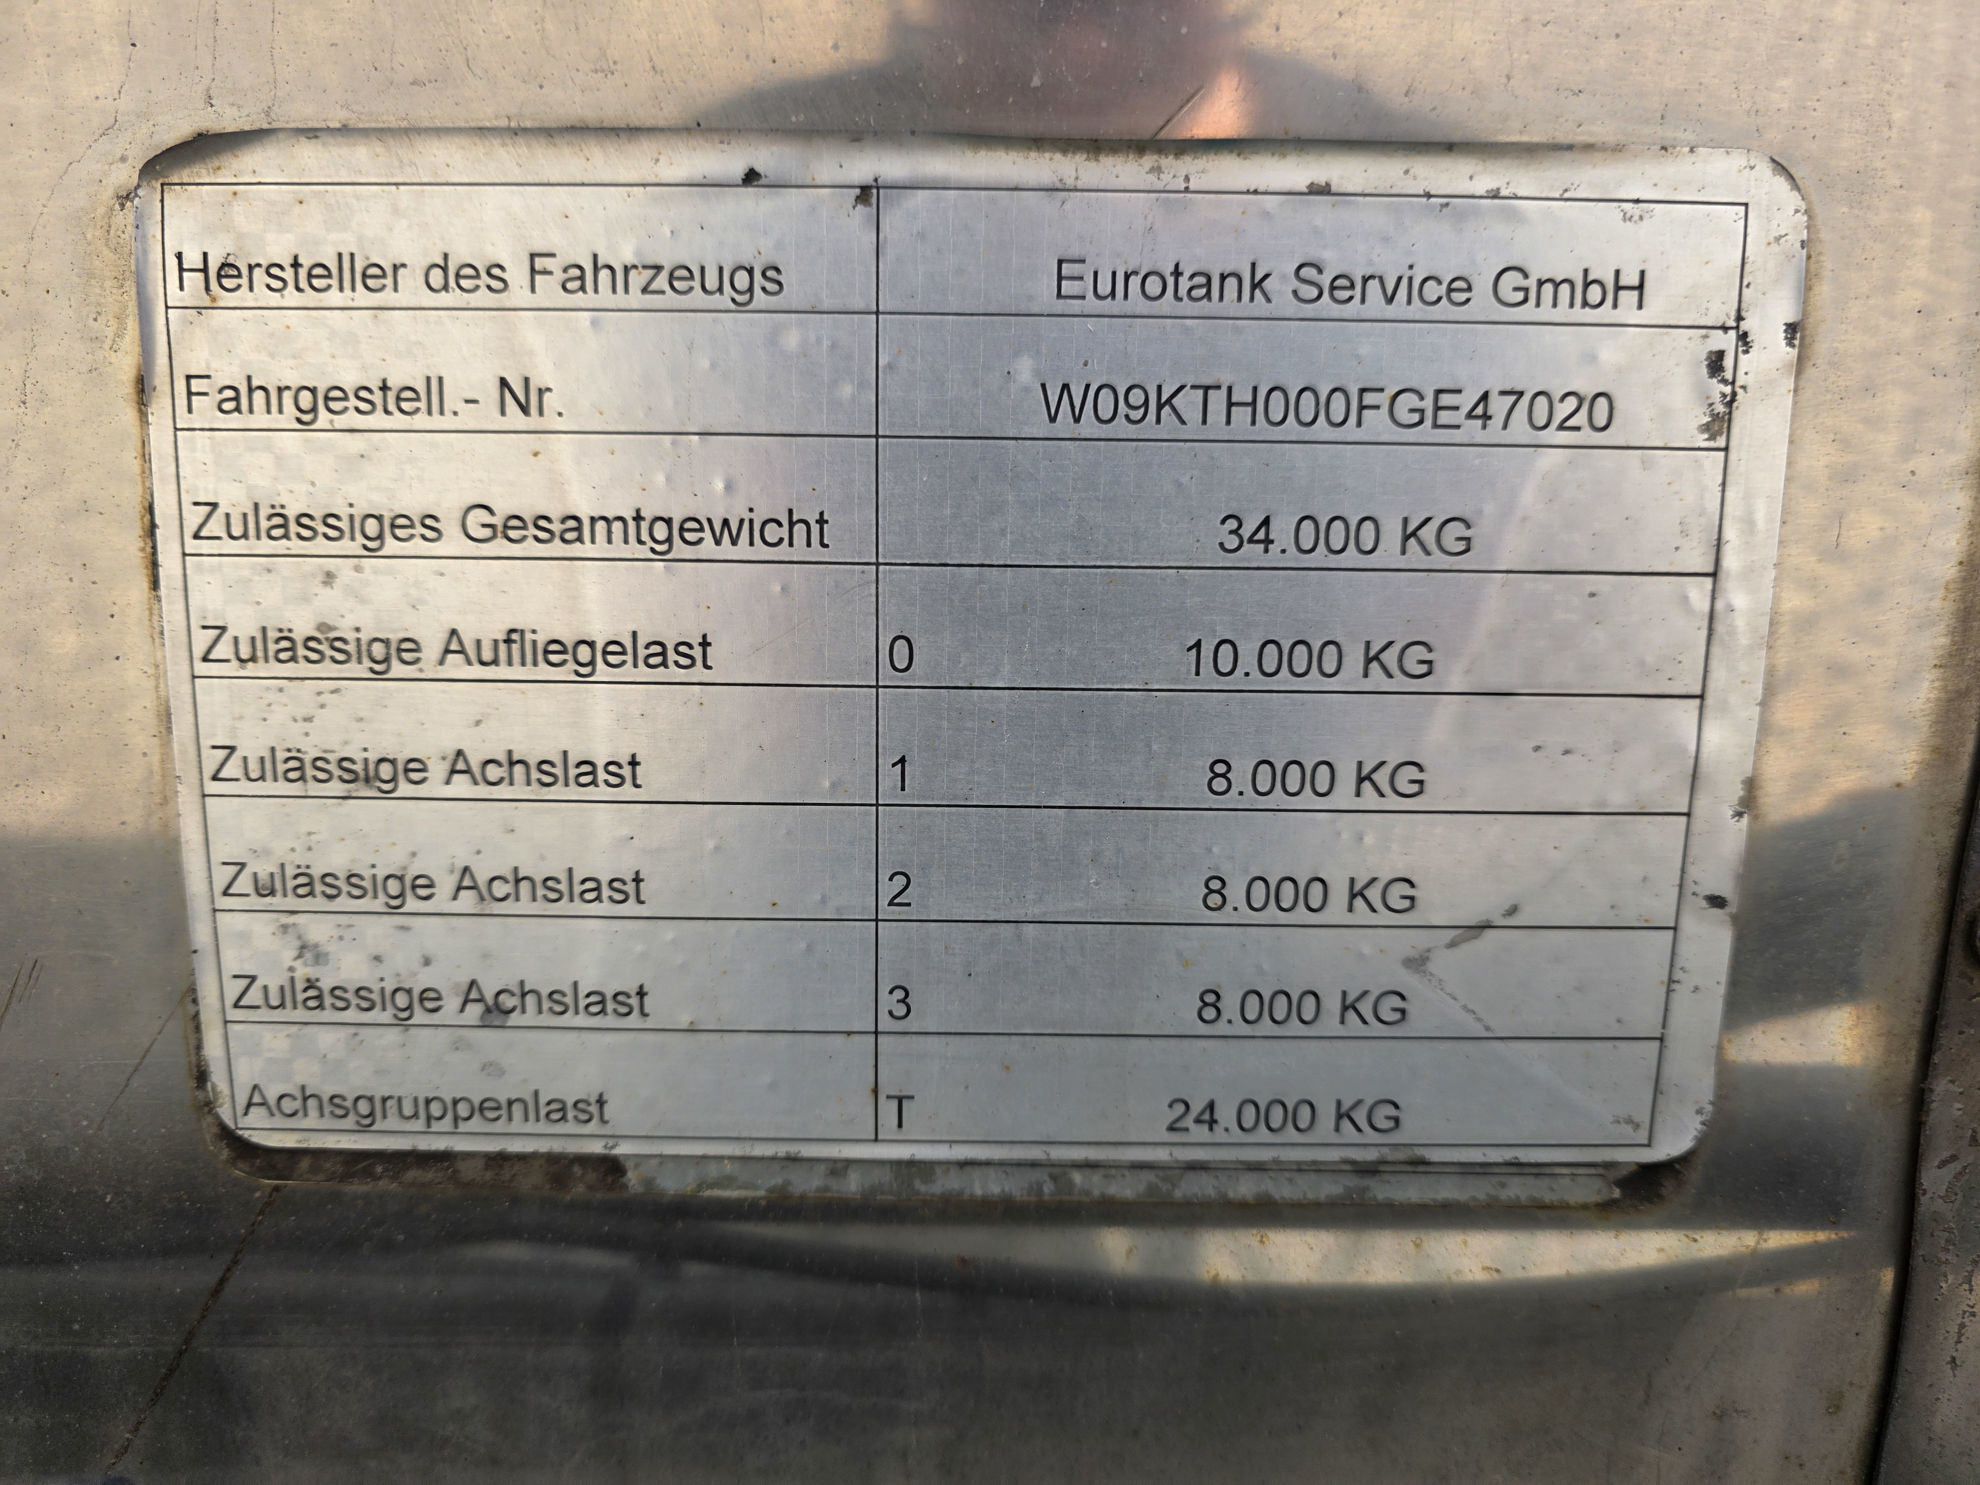 Hersteller des Fahrzeugs Eurotank Service GmbH
Fahrgestell.- Nr. W09KTH000FGE47020
Zulässiges Gesamtgewicht 34.000 KG
Zulässige Aufliegelast 0 10.000 KG
Zulässige Achslast 1 8.000 KG
Zulässige Achslast 2 8.000 KG
Zulässige Achslast 3 8.000 KG
Achsgruppenlast T 24.000 KG